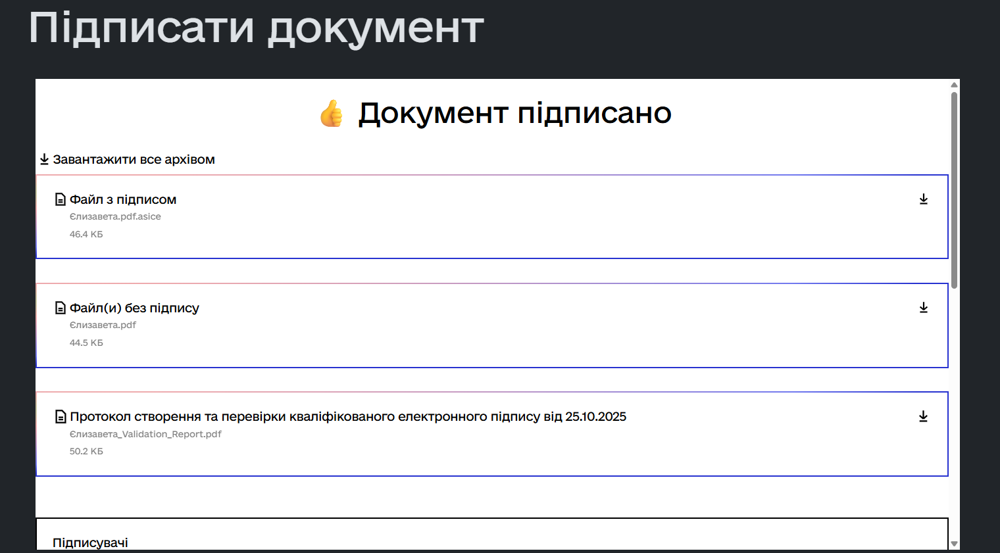 Підписати документ
Документ підписано
Завантажити все архівом
Файл з підписом
Єлизавета.pdf.asice
46.4 КБ
Файл(и) без підпису
Єлизавета.pdf
44.5 КБ
Протокол створення та перевірки кваліфікованого електронного підпису від 25.10.2025
Єлизавета_Validation_Report.pdf
50.2 КБ
Підписувачі